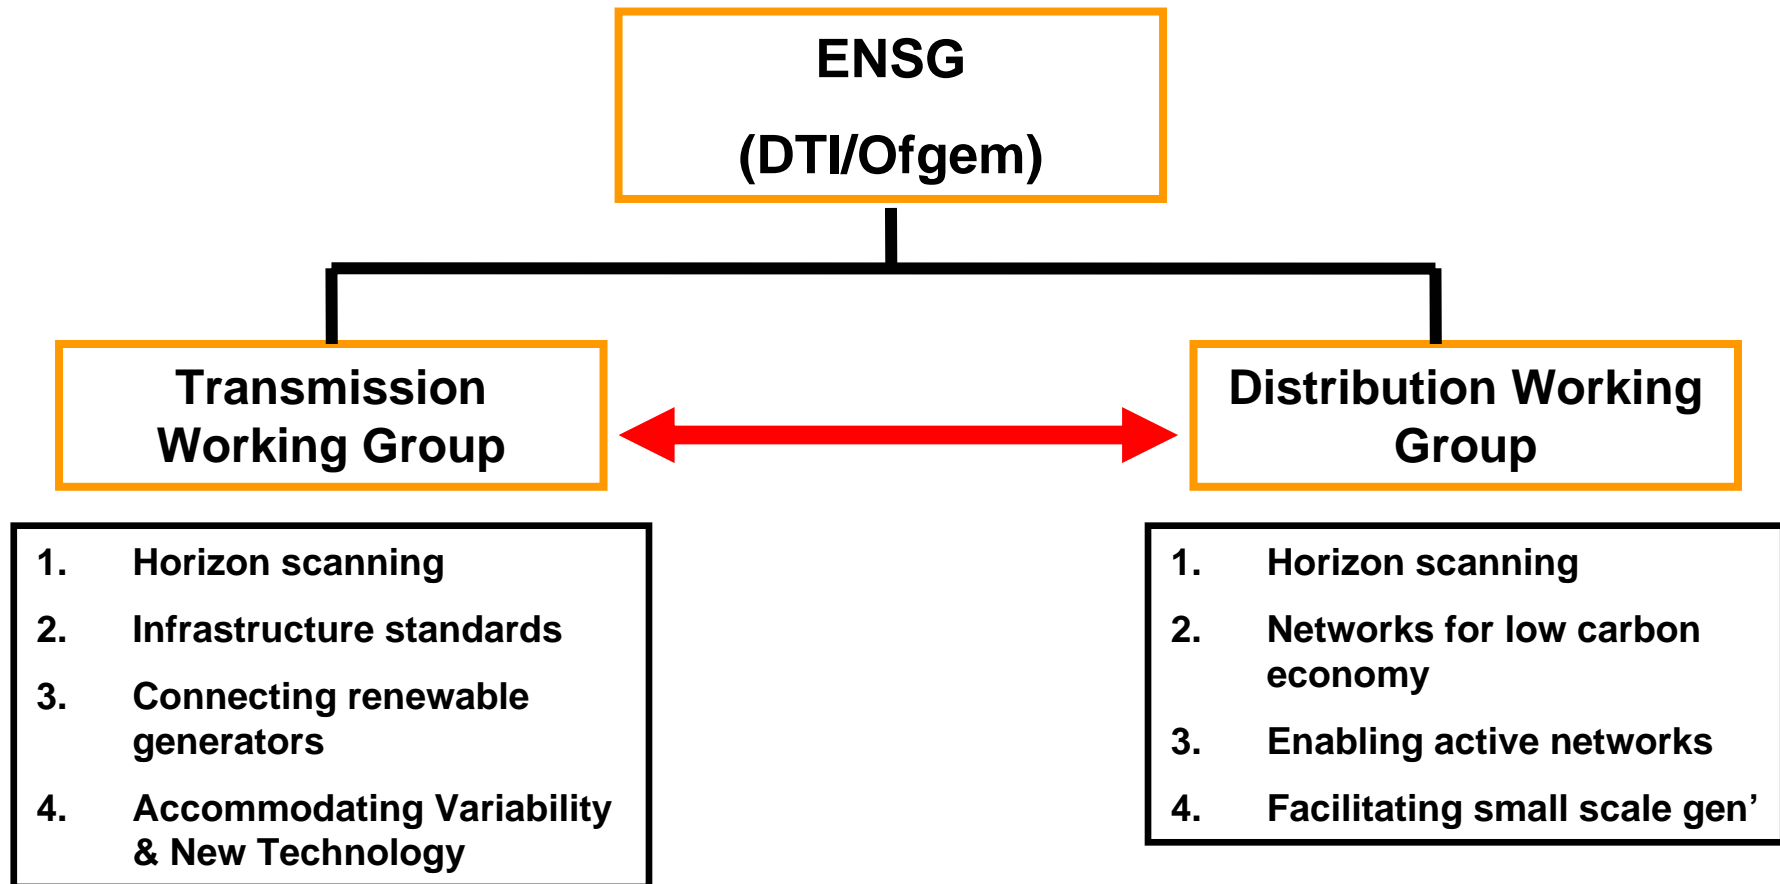 ENSG
(DTI/Ofgem)
Transmission
Working Group
Distribution Working
Group
1. Horizon scanning
2. Infrastructure standards
3. Connecting renewable
generators
4. Accommodating Variability
& New Technology
1. Horizon scanning
2. Networks for low carbon
economy
3. Enabling active networks
4. Facilitating small scale gen’